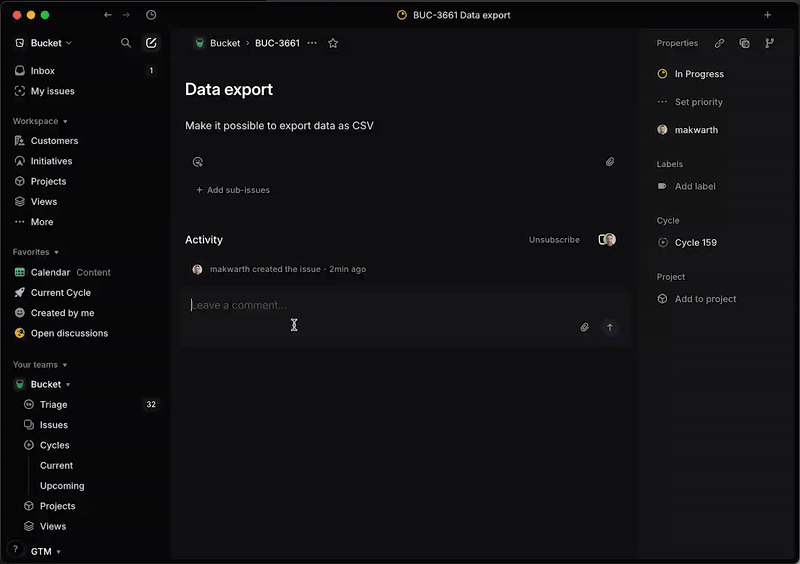 BUC-3661 Data export
Bucket
Inbox 1
My issues
Workspace
Customers
Initiatives
Projects
Views
More
Favorites
Calendar Content
Current Cycle
Created by me
Open discussions
Your teams
Bucket
Triage 32
Issues
Cycles
Current
Upcoming
Projects
Views
? GTM
Bucket › BUC-3661
Data export
Make it possible to export data as CSV
+ Add sub-issues
Activity Unsubscribe
makwarth created the issue · 2min ago
Leave a comment...
Properties
In Progress
Set priority
makwarth
Labels
Add label
Cycle
Cycle 159
Project
Add to project